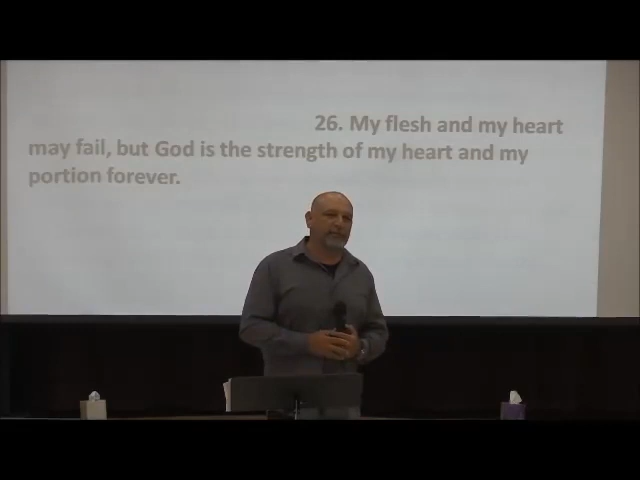 26. My flesh and my heart
may fail, but God is the strength of my heart and my
portion forever.